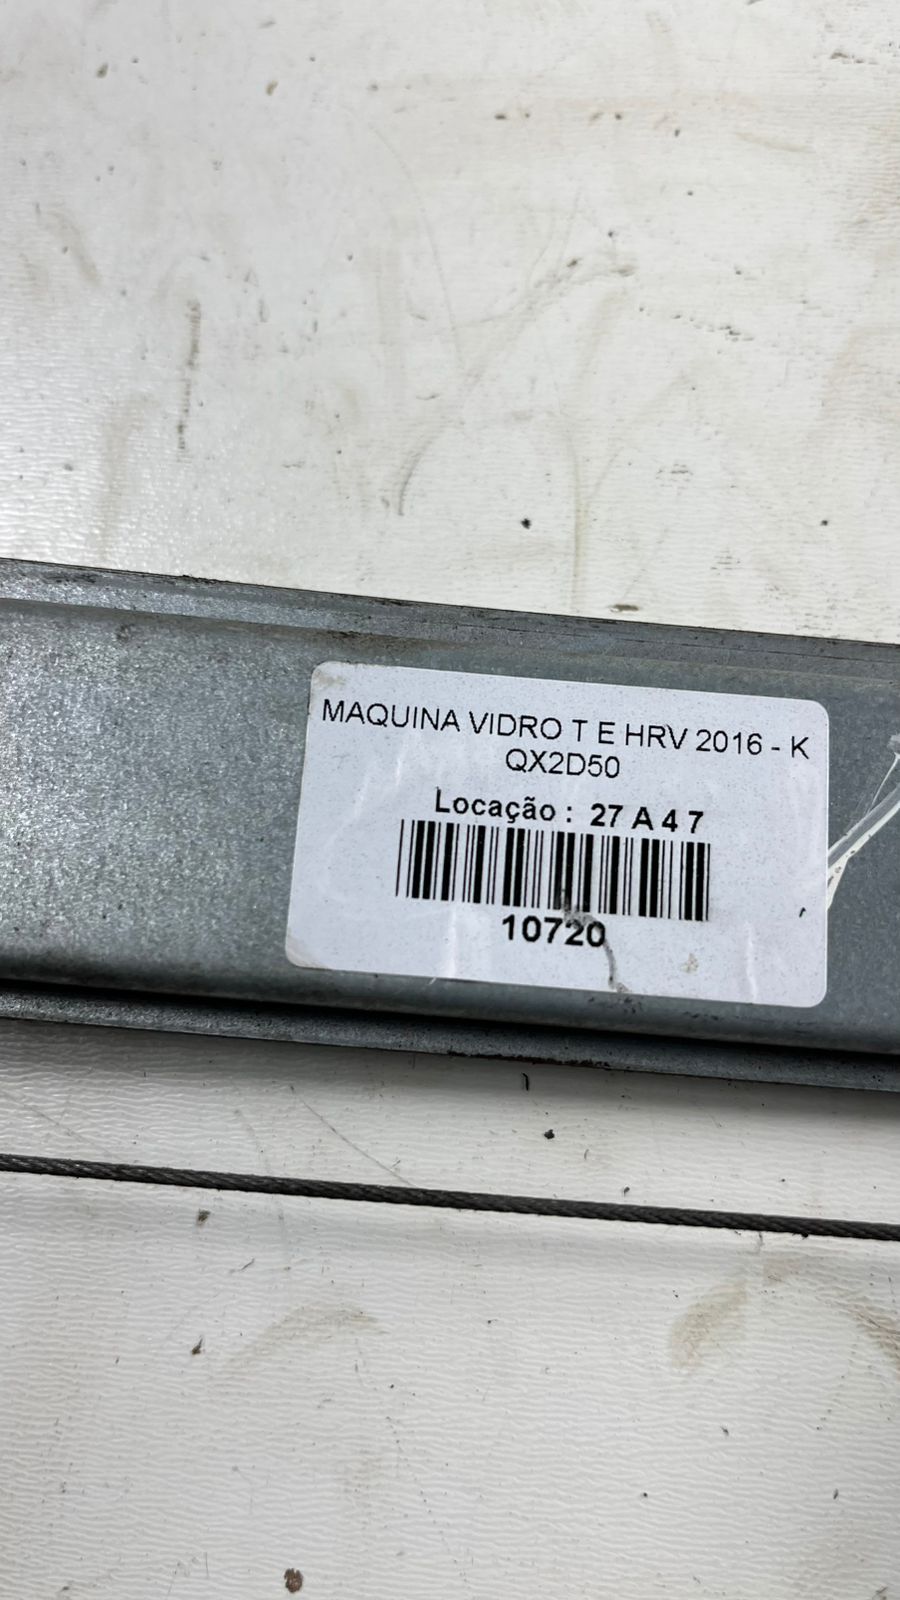 MAQUINA VIDRO T E HRV 2016 - K
QX2D50
Locação : 27 A 4 7
10720